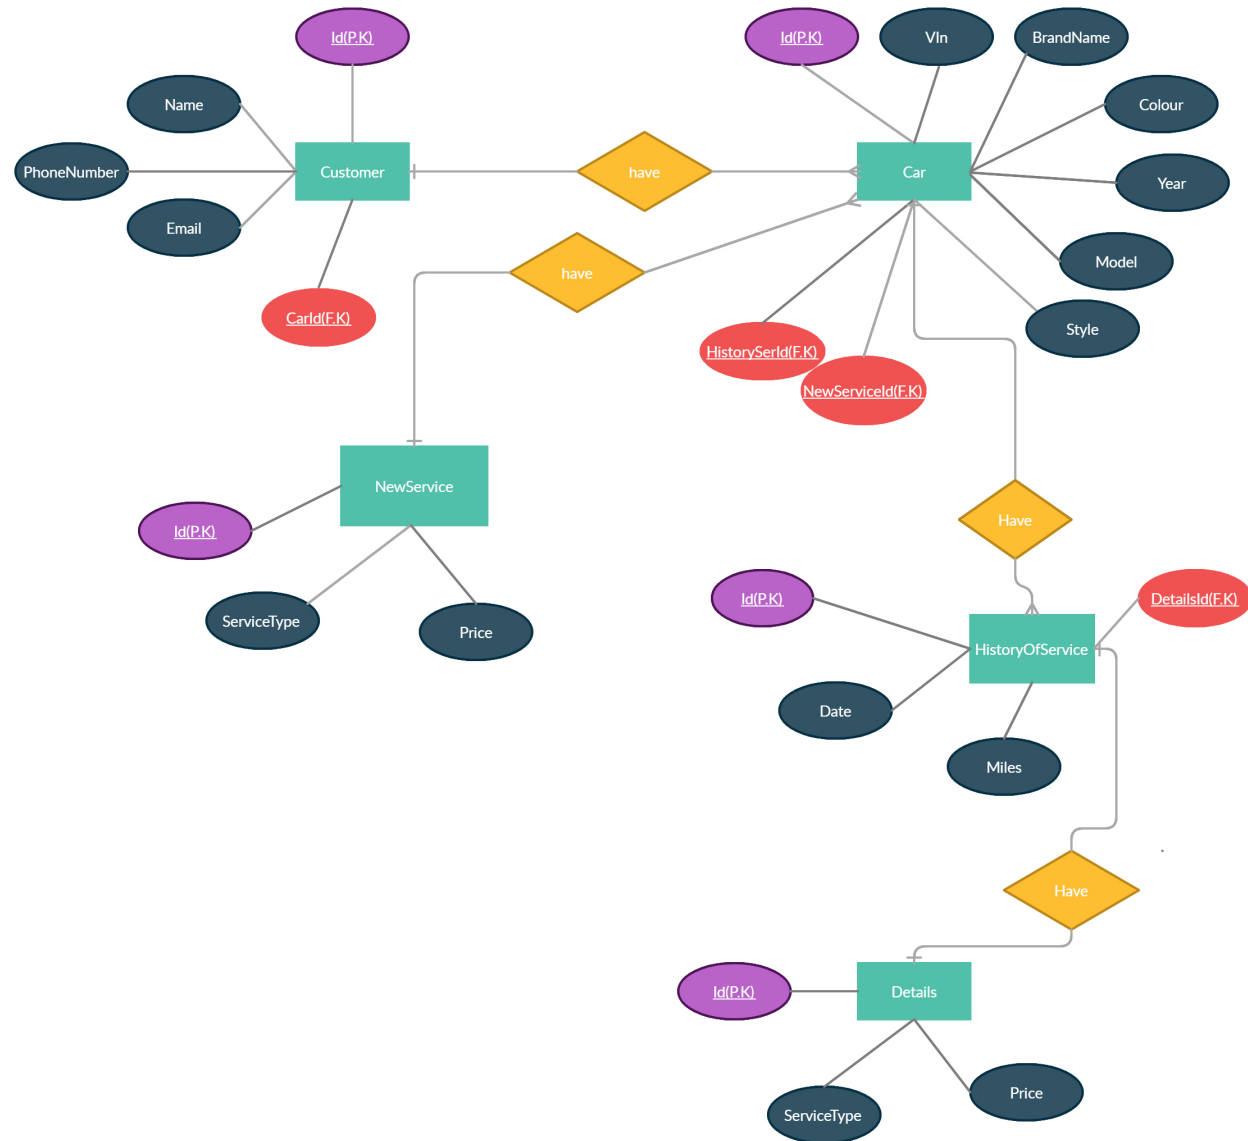 Id(P.K)
Id(P.K)
VIn
BrandName
Name
Colour
PhoneNumber
Customer
have
Car
Year
Email
have
Model
CarId(F.K)
Style
HistorySerId(F.K)
NewServiceId(F.K)
NewService
Id(P.K)
Have
ServiceType
Price
Id(P.K)
DetailsId(F.K)
HistoryOfService
Date
Miles
Have
Id(P.K)
Details
Price
ServiceType